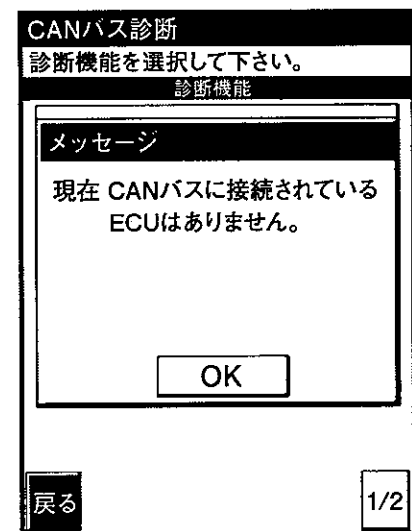 CANバス診断
診断機能を選択して下さい。
診断機能
メッセージ
現在 CANバスに接続されている
ECUはありません。
OK
戻る
1/2